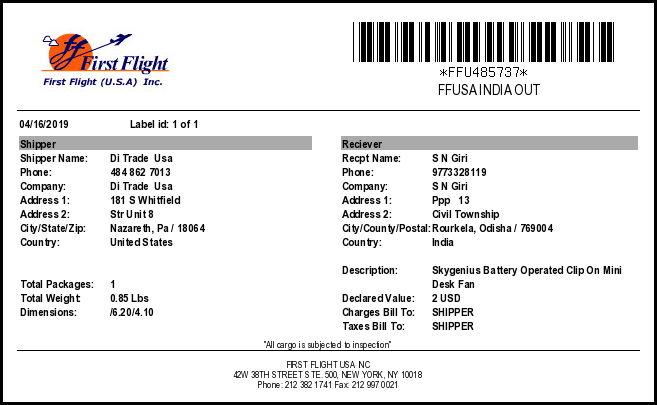 First Flight
First Flight (U.S.A) Inc.
*FFU485737*
FFUSA INDIA OUT
04/16/2019 Label id: 1 of 1
Shipper
Shipper Name: Di Trade Usa
Phone: 484 862 7013
Company: Di Trade Usa
Address 1: 181 S Whitfield
Address 2: Str Unit 8
City/State/Zip: Nazareth, Pa / 18064
Country: United States
Total Packages: 1
Total Weight: 0.85 Lbs
Dimensions: /6.20/4.10
Reciever
Recpt Name: S N Giri
Phone: 9773328119
Company: S N Giri
Address 1: Ppp 13
Address 2: Civil Township
City/County/Postal: Rourkela, Odisha / 769004
Country: India
Description: Skygenius Battery Operated Clip On Mini
Desk Fan
Declared Value: 2 USD
Charges Bill To: SHIPPER
Taxes Bill To: SHIPPER
"All cargo is subjected to inspection"
FIRST FLIGHT USA INC
42W 38TH STREET STE. 500, NEW YORK, NY 10018
Phone: 212 382 1741 Fax: 212 997 0021